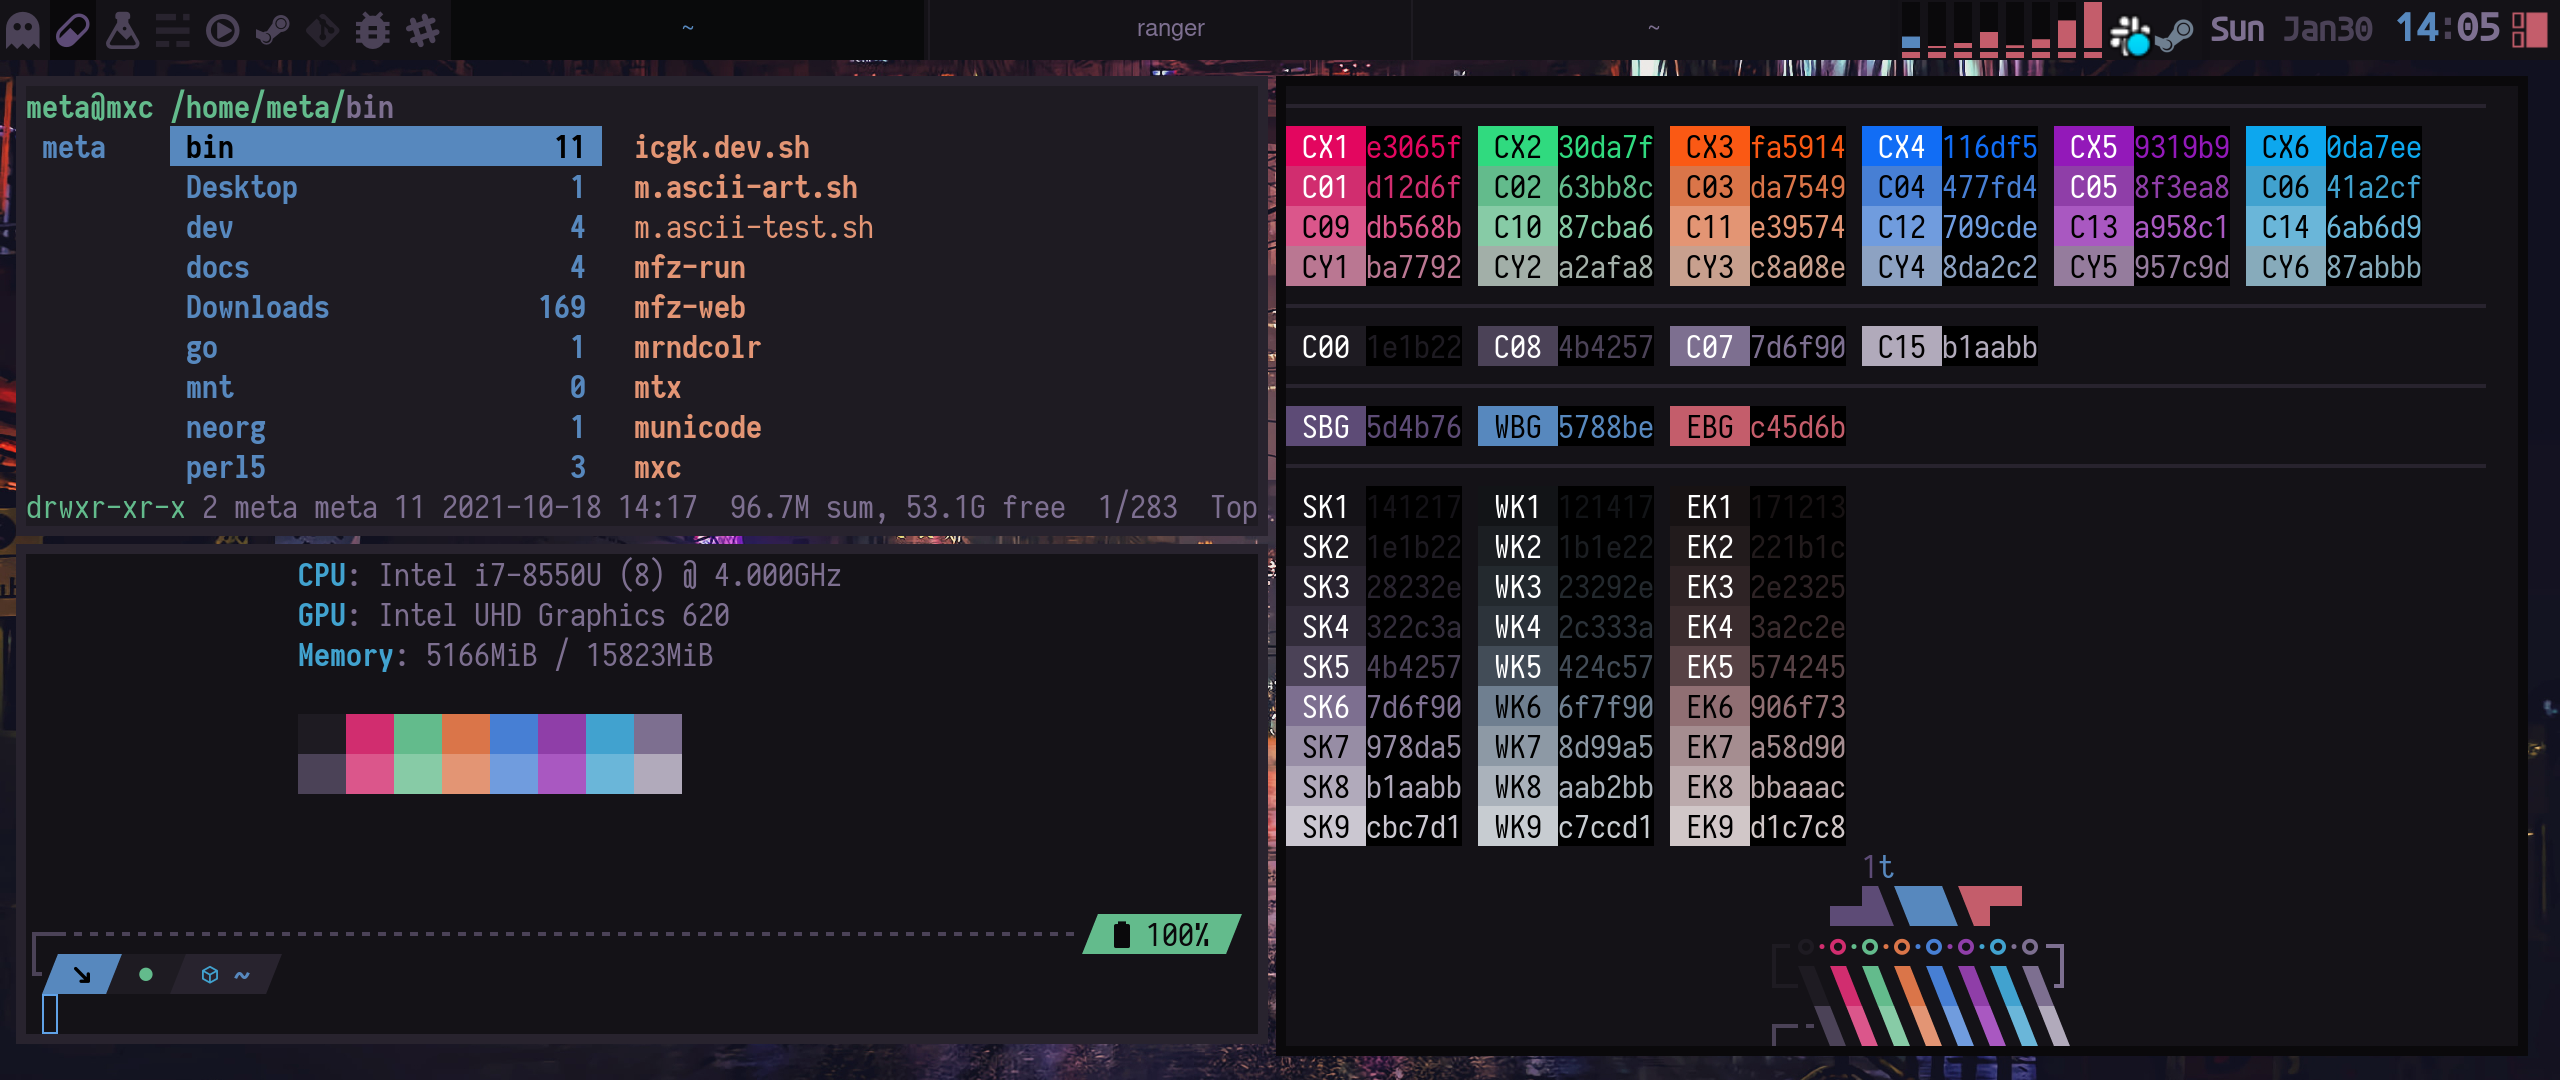 ~ ranger ~ Sun Jan30 14:05
meta@mxc /home/meta/bin
meta bin 11 icgk.dev.sh
Desktop 1 m.ascii-art.sh
dev 4 m.ascii-test.sh
docs 4 mfz-run
Downloads 169 mfz-web
go 1 mrndcolr
mnt 0 mtx
neorg 1 municode
perl5 3 mxc
drwxr-xr-x 2 meta meta 11 2021-10-18 14:17 96.7M sum, 53.1G free 1/283 Top
CPU: Intel i7-8550U (8) @ 4.000GHz
GPU: Intel UHD Graphics 620
Memory: 5166MiB / 15823MiB
100%
~
CX1 e3065f CX2 30da7f CX3 fa5914 CX4 116df5 CX5 9319b9 CX6 0da7ee
C01 d12d6f C02 63bb8c C03 da7549 C04 477fd4 C05 8f3ea8 C06 41a2cf
C09 db568b C10 87cba6 C11 e39574 C12 709cde C13 a958c1 C14 6ab6d9
CY1 ba7792 CY2 a2afa8 CY3 c8a08e CY4 8da2c2 CY5 957c9d CY6 87abbb
C00 1e1b22 C08 4b4257 C07 7d6f90 C15 b1aabb
SBG 5d4b76 WBG 5788be EBG c45d6b
SK1 141217 WK1 121417 EK1 171213
SK2 1e1b22 WK2 1b1e22 EK2 221b1c
SK3 28232e WK3 23292e EK3 2e2325
SK4 322c3a WK4 2c333a EK4 3a2c2e
SK5 4b4257 WK5 424c57 EK5 574245
SK6 7d6f90 WK6 6f7f90 EK6 906f73
SK7 978da5 WK7 8d99a5 EK7 a58d90
SK8 b1aabb WK8 aab2bb EK8 bbaaac
SK9 cbc7d1 WK9 c7ccd1 EK9 d1c7c8
1t